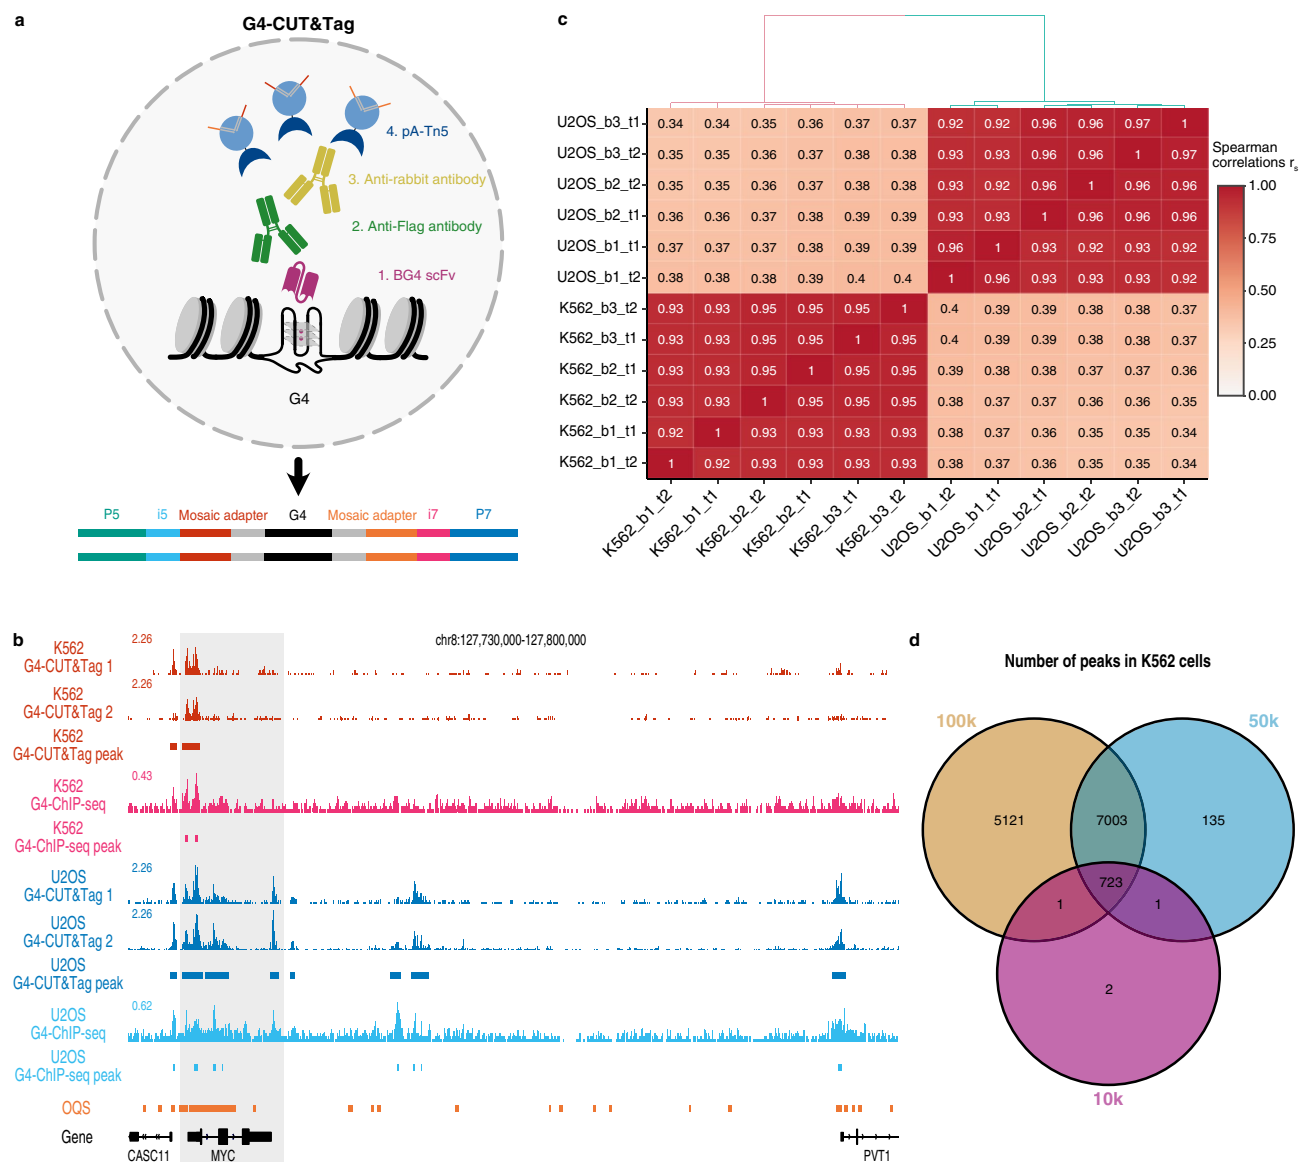 a
G4-CUT&Tag
4. pA-Tn5
3. Anti-rabbit antibody
2. Anti-Flag antibody
1. BG4 scFv
G4
P5 i5 Mosaic adapter G4 Mosaic adapter i7 P7
c
U2OS_b3_t1 0.34 0.34 0.35 0.36 0.37 0.37 0.92 0.92 0.96 0.96 0.97 1
U2OS_b3_t2 0.35 0.35 0.36 0.37 0.38 0.38 0.93 0.93 0.96 0.96 1 0.97
U2OS_b2_t2 0.35 0.35 0.36 0.37 0.38 0.38 0.93 0.92 0.96 1 0.96 0.96
U2OS_b2_t1 0.36 0.36 0.37 0.38 0.39 0.39 0.93 0.93 1 0.96 0.96 0.96
U2OS_b1_t1 0.37 0.37 0.37 0.38 0.39 0.39 0.96 1 0.93 0.92 0.93 0.92
U2OS_b1_t2 0.38 0.38 0.38 0.39 0.4 0.4 1 0.96 0.93 0.93 0.93 0.92
K562_b3_t2 0.93 0.93 0.95 0.95 0.95 1 0.4 0.39 0.39 0.38 0.38 0.37
K562_b3_t1 0.93 0.93 0.95 0.95 1 0.95 0.4 0.39 0.39 0.38 0.38 0.37
K562_b2_t1 0.93 0.93 0.95 1 0.95 0.95 0.39 0.38 0.38 0.37 0.37 0.36
K562_b2_t2 0.93 0.93 1 0.95 0.95 0.95 0.38 0.37 0.37 0.36 0.36 0.35
K562_b1_t1 0.92 1 0.93 0.93 0.93 0.93 0.38 0.37 0.36 0.35 0.35 0.34
K562_b1_t2 1 0.92 0.93 0.93 0.93 0.93 0.38 0.37 0.36 0.35 0.35 0.34
K562_b1_t2 K562_b1_t1 K562_b2_t2 K562_b2_t1 K562_b3_t1 K562_b3_t2 U2OS_b1_t2 U2OS_b1_t1 U2OS_b2_t1 U2OS_b2_t2 U2OS_b3_t2 U2OS_b3_t1
Spearman
correlations rs
1.00
0.75
0.50
0.25
0.00
b
chr8:127,730,000-127,800,000
K562
G4-CUT&Tag 1
2.26
K562
G4-CUT&Tag 2
2.26
K562
G4-CUT&Tag peak
K562
G4-ChIP-seq
0.43
K562
G4-ChIP-seq peak
U2OS
G4-CUT&Tag 1
2.26
U2OS
G4-CUT&Tag 2
2.26
U2OS
G4-CUT&Tag peak
U2OS
G4-ChIP-seq
0.62
U2OS
G4-ChIP-seq peak
OQS
Gene
CASC11 MYC PVT1
d
Number of peaks in K562 cells
100k 50k
5121 7003 135
723
1 1
2
10k